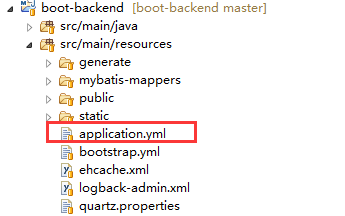 boot-backend [boot-backend master]
src/main/java
src/main/resources
generate
mybatis-mappers
public
static
application.yml
bootstrap.yml
ehcache.xml
logback-admin.xml
quartz.properties